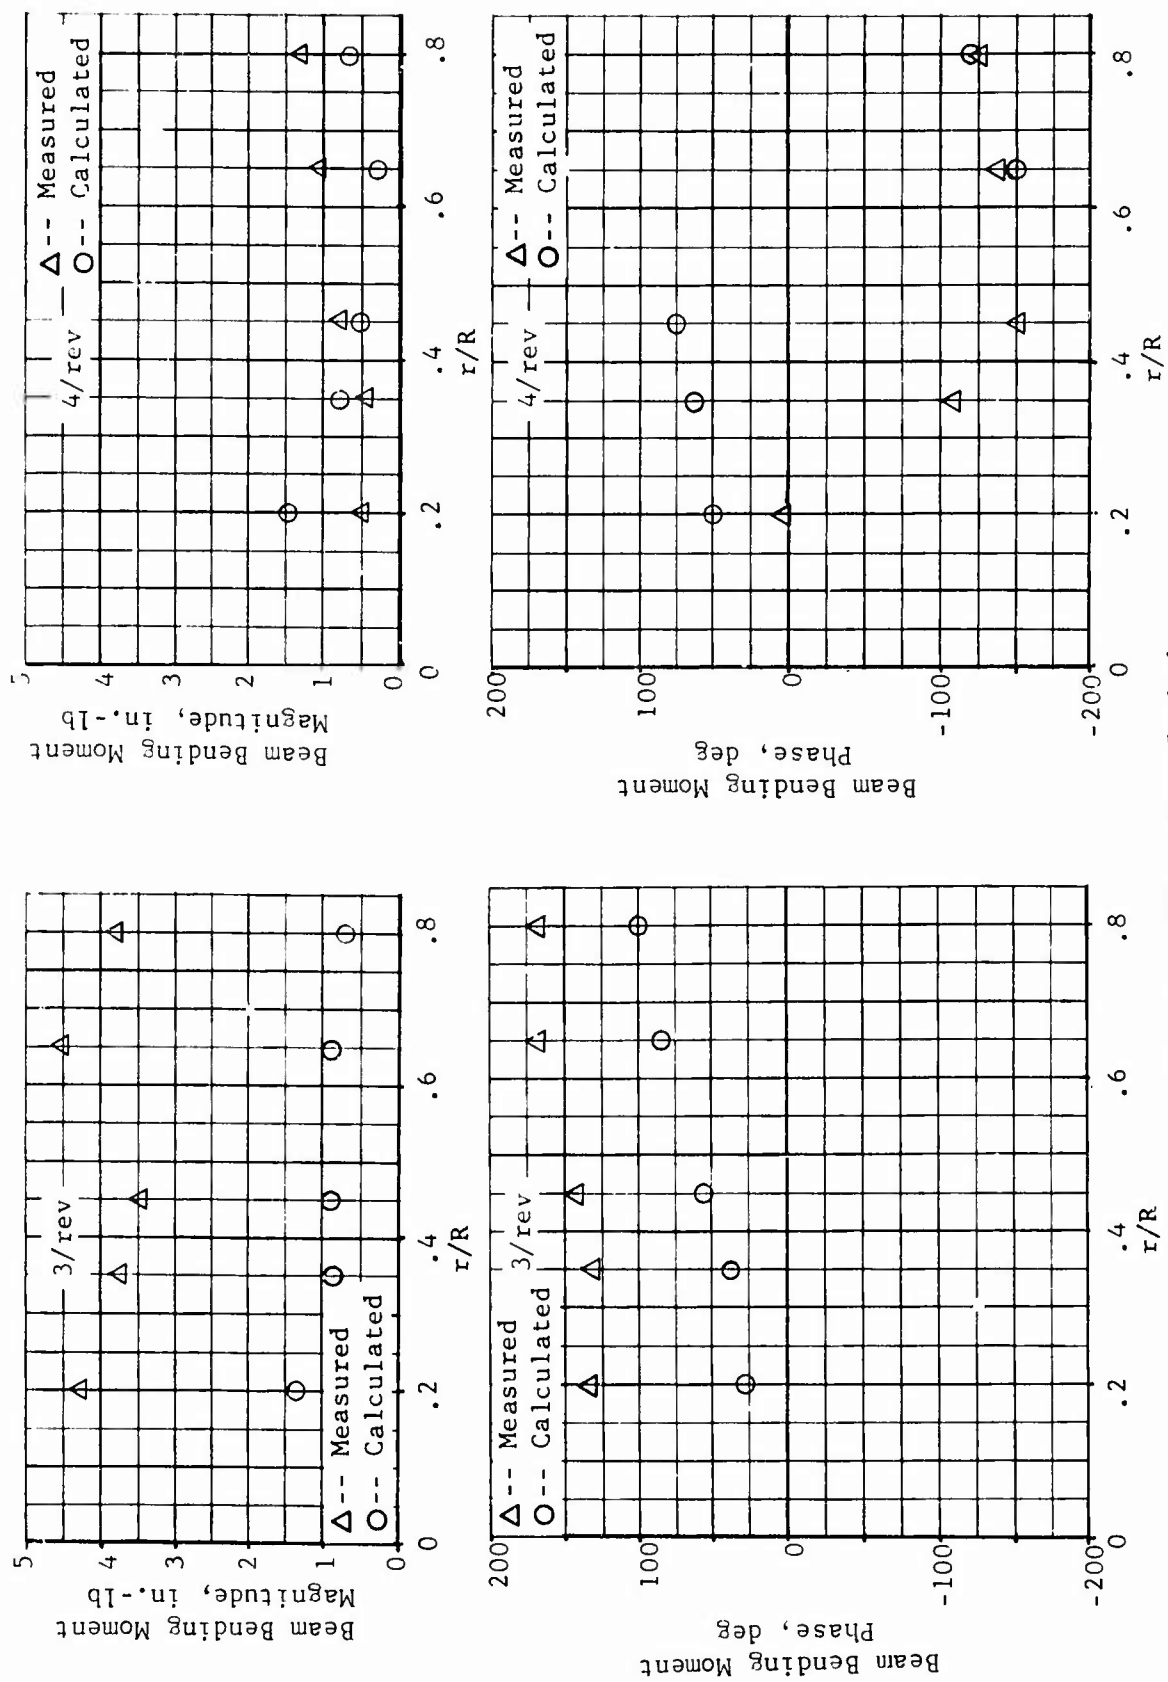 5
4
3
2
1
0
Beam Bending Moment
Magnitude, in.-lb
3/rev
Δ-- Measured
O-- Calculated
0
.2
.4
.6
.8
r/R
200
100
0
-100
-200
Beam Bending Moment
Phase, deg
Δ-- Measured
O-- Calculated
3/rev
0
.2
.4
.6
.8
r/R
5
4
3
2
1
0
Beam Bending Moment
Magnitude, in.-lb
4/rev
Δ-- Measured
O-- Calculated
0
.2
.4
.6
.8
r/R
200
100
0
-100
-200
Beam Bending Moment
Phase, deg
4/rev
Δ-- Measured
O-- Calculated
0
.2
.4
.6
.8
r/R